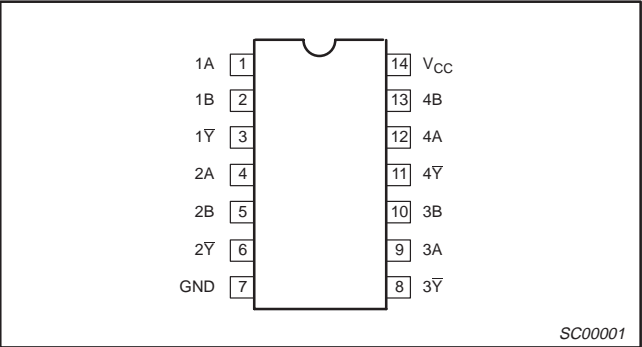 1A 1 14 VCC
1B 2 13 4B
1Y̅ 3 12 4A
2A 4 11 4Y̅
2B 5 10 3B
2Y̅ 6 9 3A
GND 7 8 3Y̅
SC00001